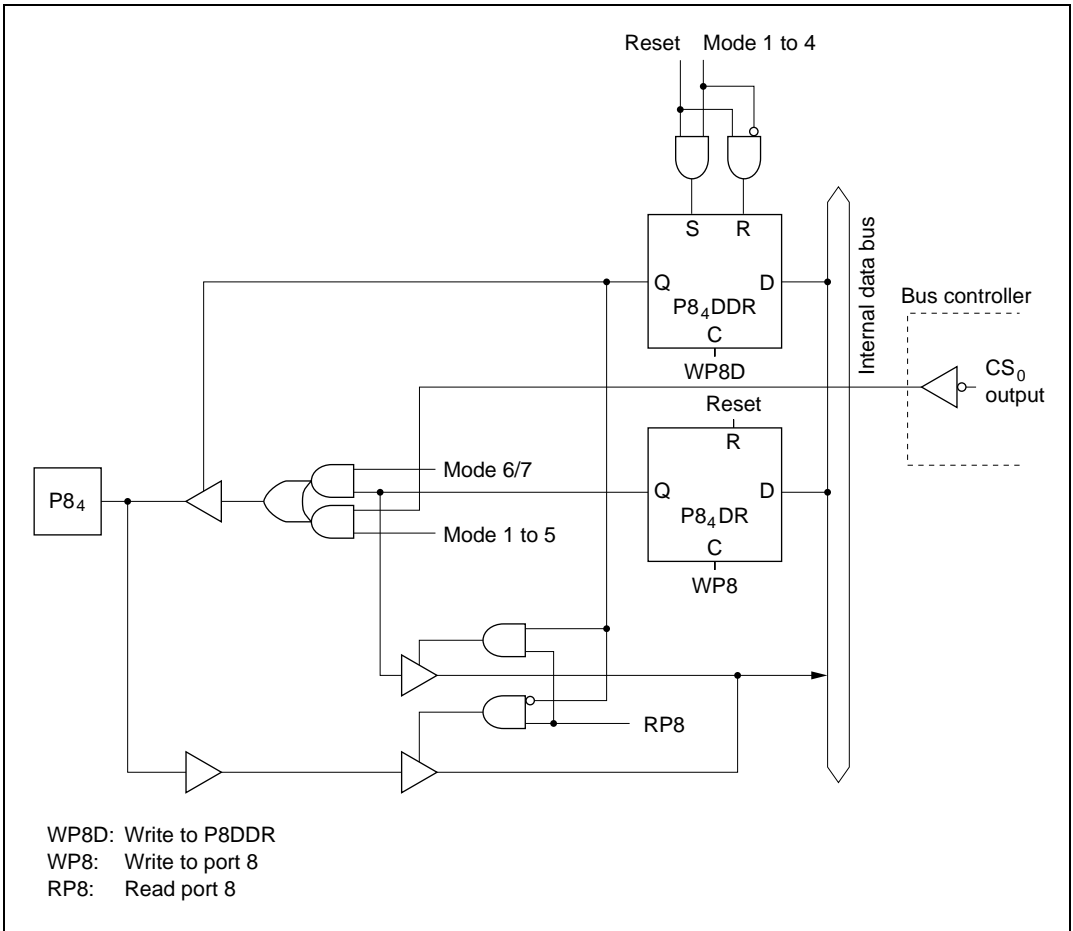 Reset Mode 1 to 4
S R
Q D
P8₄DDR
C
WP8D
Internal data bus
Bus controller
CS₀
output
Reset
R
Mode 6/7
P8₄
Q D
P8₄DR
C
WP8
Mode 1 to 5
RP8
WP8D: Write to P8DDR
WP8: Write to port 8
RP8: Read port 8